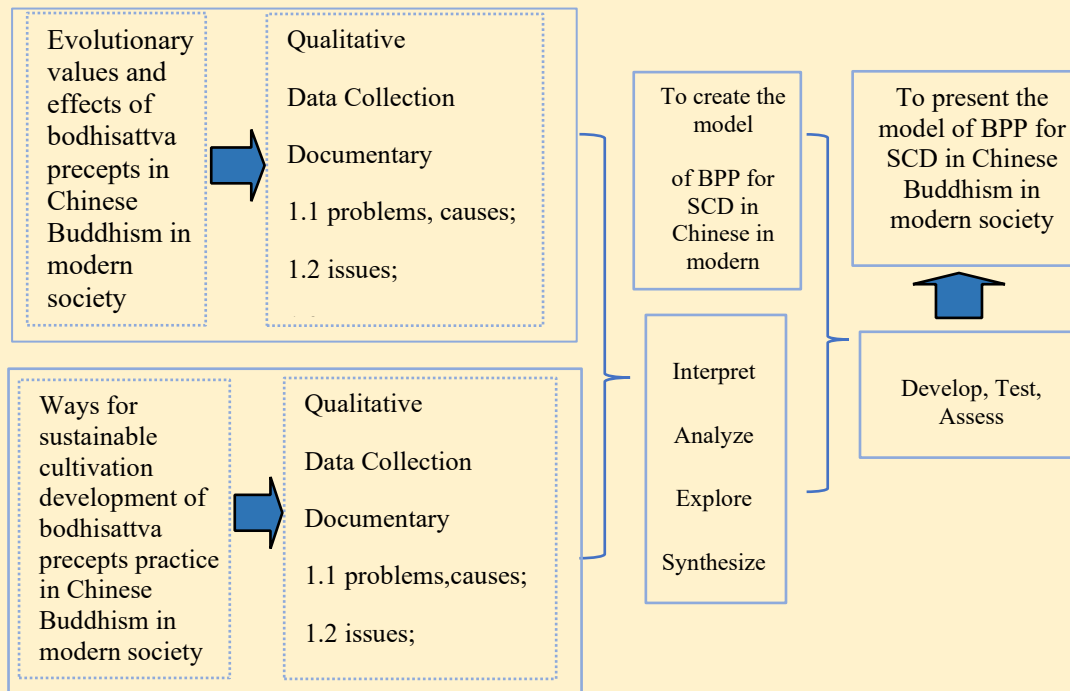 Evolutionary
values and
effects of
bodhisattva
precepts in
Chinese
Buddhism in
modern
society
Qualitative
Data Collection
Documentary
1.1 problems, causes;
1.2 issues;
Ways for
sustainable
cultivation
development of
bodhisattva
precepts practice
in Chinese
Buddhism in
modern society
Qualitative
Data Collection
Documentary
1.1 problems,causes;
1.2 issues;
To create the
model
of BPP for
SCD in
Chinese in
modern
Interpret
Analyze
Explore
Synthesize
To present the
model of BPP for
SCD in Chinese
Buddhism in
modern society
Develop, Test,
Assess